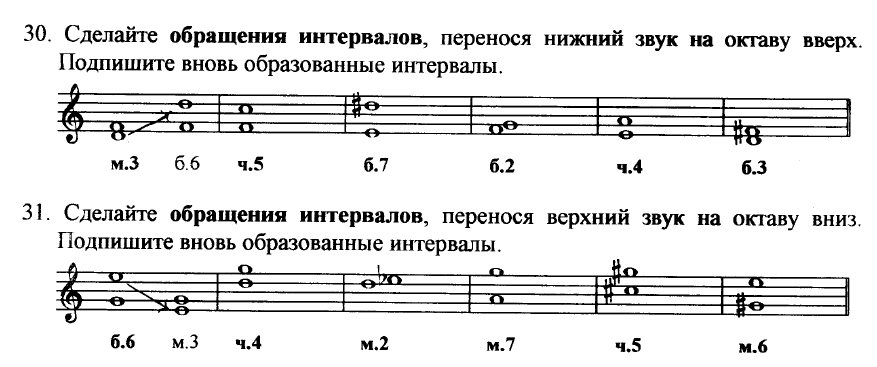 30. Сделайте обращения интервалов, перенося нижний звук на октаву вверх.
Подпишите вновь образованные интервалы.
м.3 б.6 ч.5 б.7 б.2 ч.4 б.3
31. Сделайте обращения интервалов, перенося верхний звук на октаву вниз.
Подпишите вновь образованные интервалы.
б.6 м.3 ч.4 м.2 м.7 ч.5 м.6